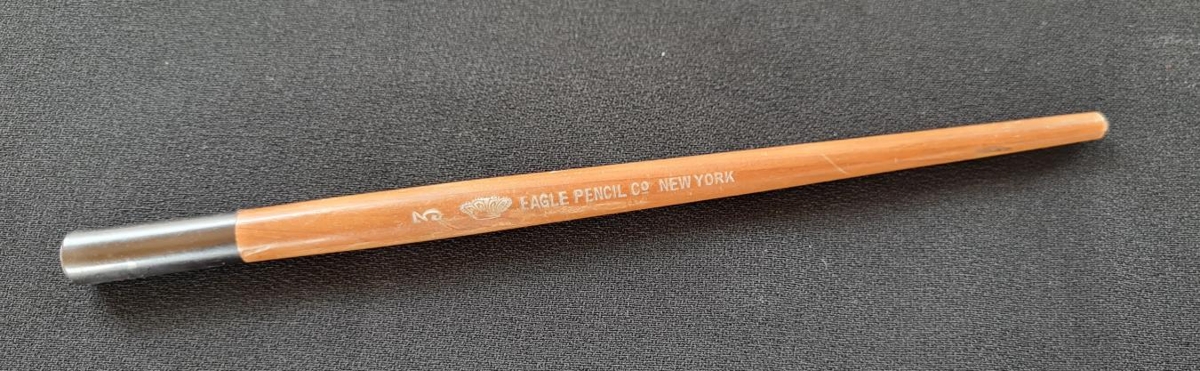 3 EAGLE PENCIL Cº NEW YORK